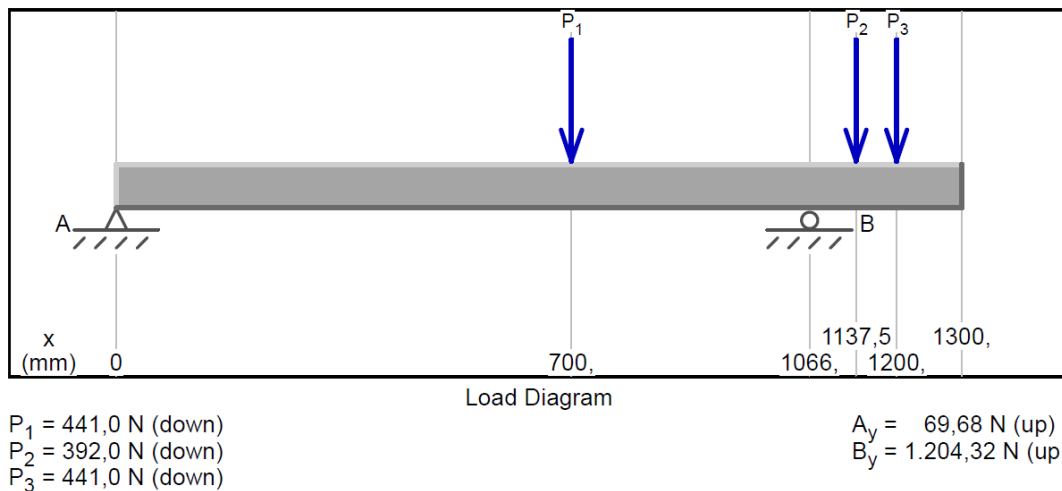 P1 P2 P3
A B
x
(mm) 0 700, 1066, 1137,5 1200, 1300,
Load Diagram
P1 = 441,0 N (down)
P2 = 392,0 N (down)
P3 = 441,0 N (down)
Ay = 69,68 N (up)
By = 1.204,32 N (up